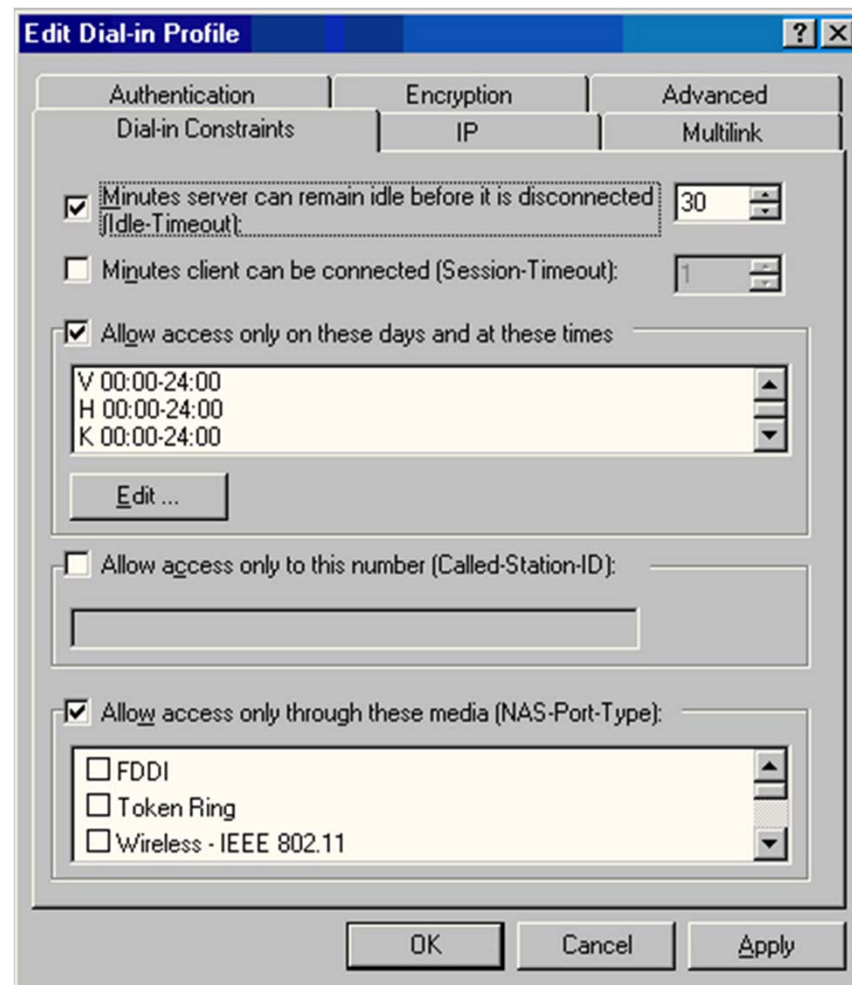 Edit Dial-in Profile
Authentication Encryption Advanced
Dial-in Constraints IP Multilink
Minutes server can remain idle before it is disconnected
(Idle-Timeout): 30
Minutes client can be connected (Session-Timeout): 1
Allow access only on these days and at these times
V 00:00-24:00
H 00:00-24:00
K 00:00-24:00
Edit ...
Allow access only to this number (Called-Station-ID):
Allow access only through these media (NAS-Port-Type):
FDDI
Token Ring
Wireless - IEEE 802.11
OK Cancel Apply